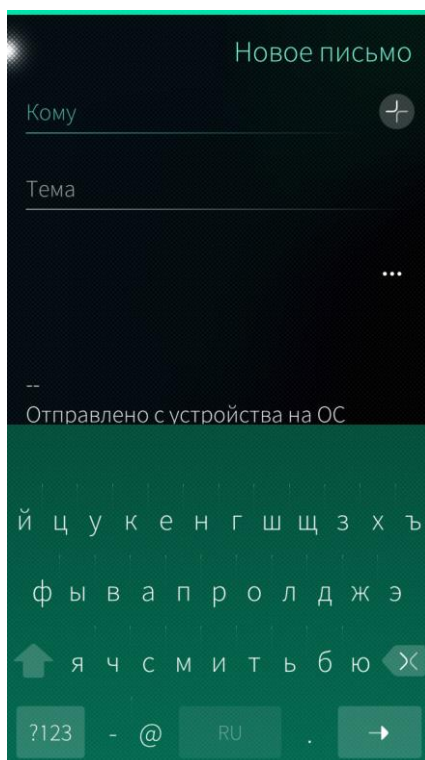 Новое письмо
Кому
Тема
...
--
Отправлено с устройства на ОС
й ц у к е н г ш щ з х ъ
ф ы в а п р о л д ж э
я ч с м и т ь б ю
?123 - @ RU .